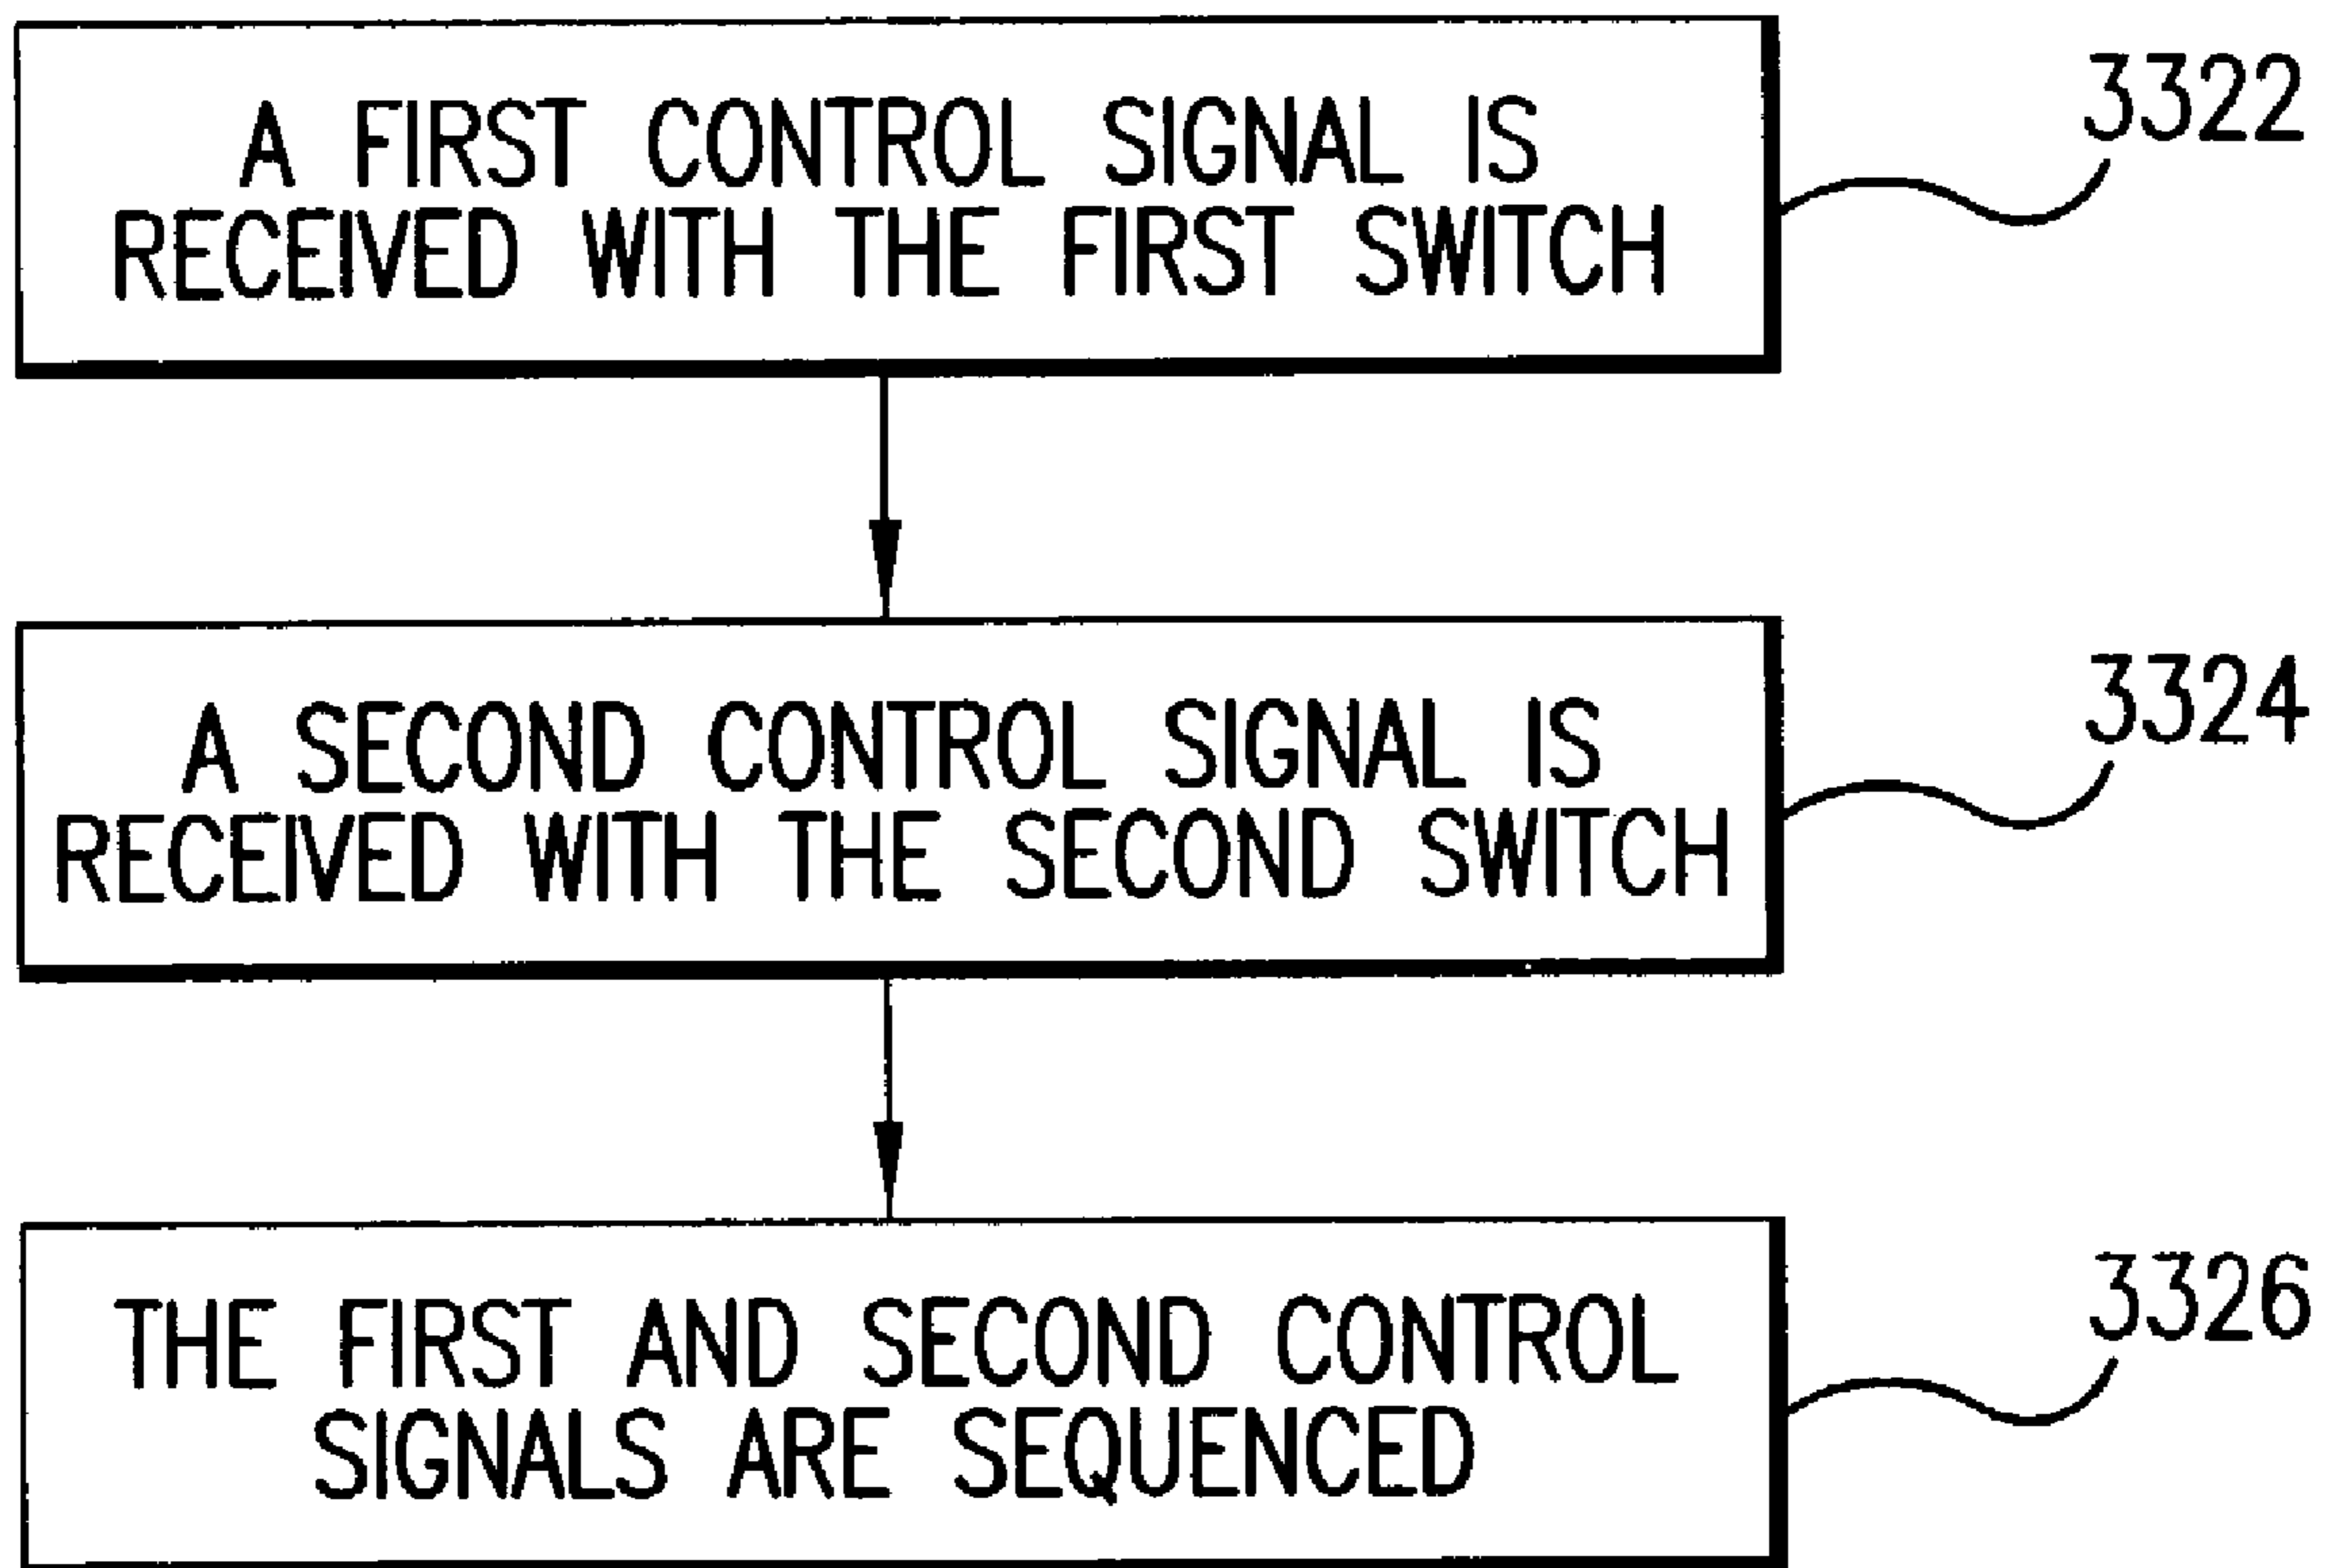 A FIRST CONTROL SIGNAL IS
RECEIVED WITH THE FIRST SWITCH
3322
A SECOND CONTROL SIGNAL IS
RECEIVED WITH THE SECOND SWITCH
3324
THE FIRST AND SECOND CONTROL
SIGNALS ARE SEQUENCED
3326